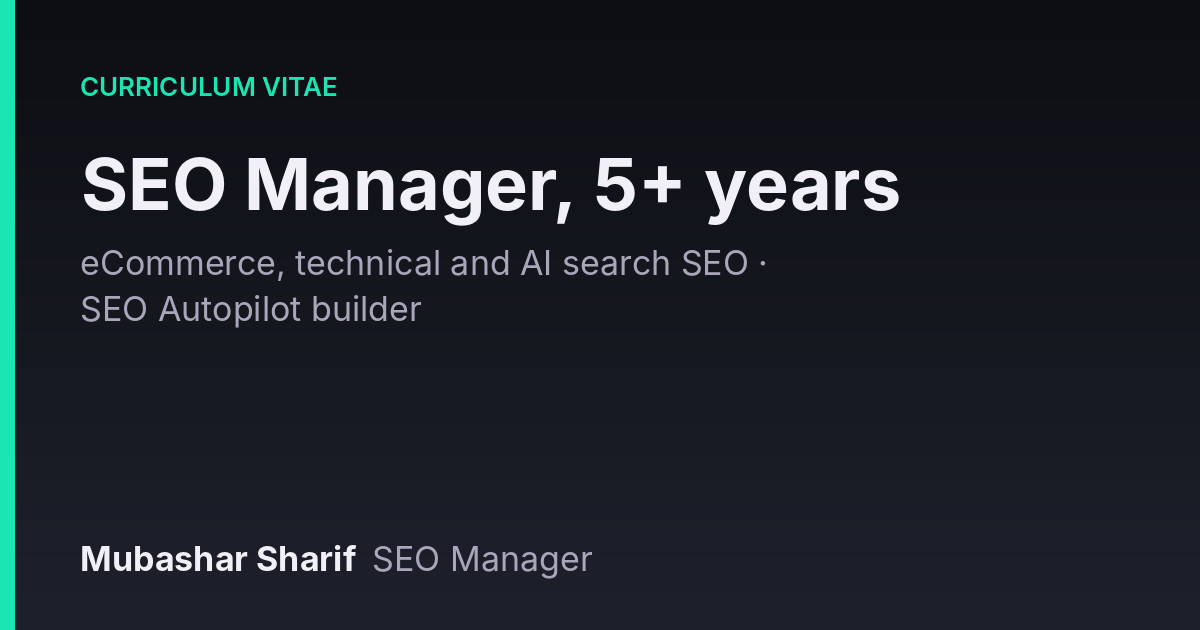 CURRICULUM VITAE
SEO Manager, 5+ years
eCommerce, technical and AI search SEO ·
SEO Autopilot builder
Mubashar Sharif SEO Manager